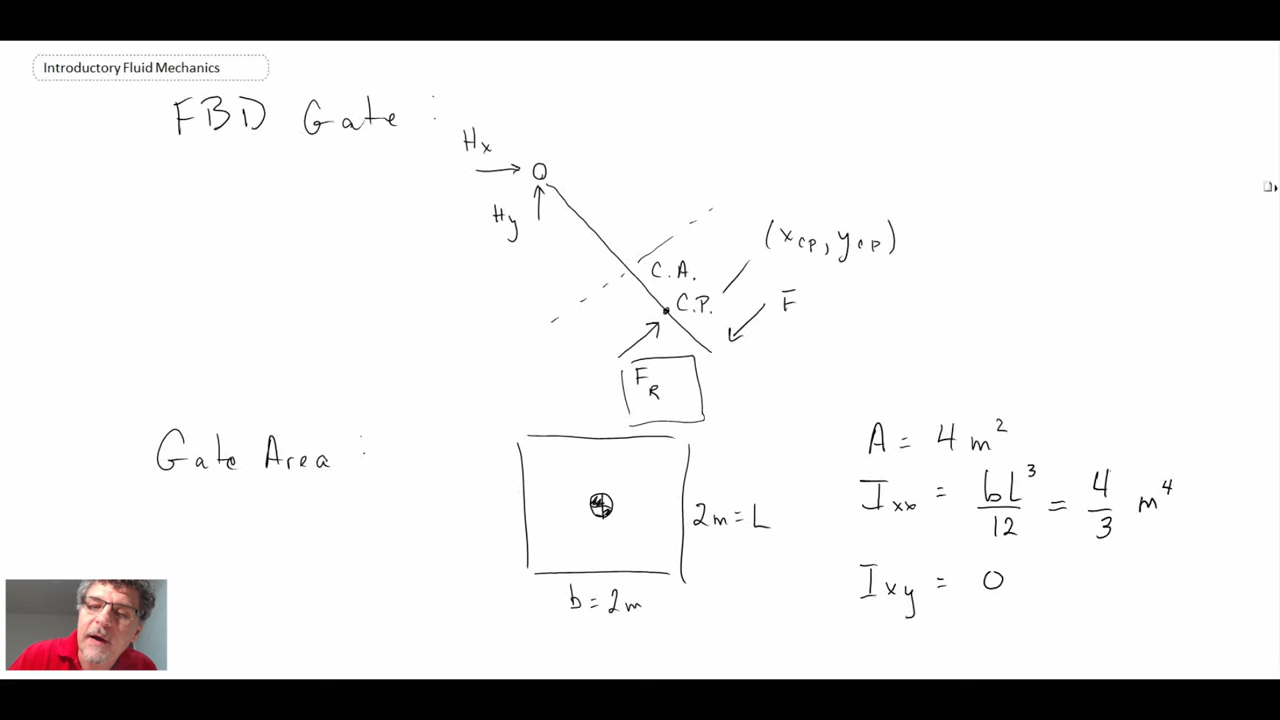 Introductory Fluid Mechanics
FBD Gate :
Hx
Hy
C.A.
C.P.
(xCP, yCP)
F
FR
Gate Area :
2m = L
b = 2m
A = 4 m²
Ixx = bL³/12 = 4/3 m⁴
Ixy = 0